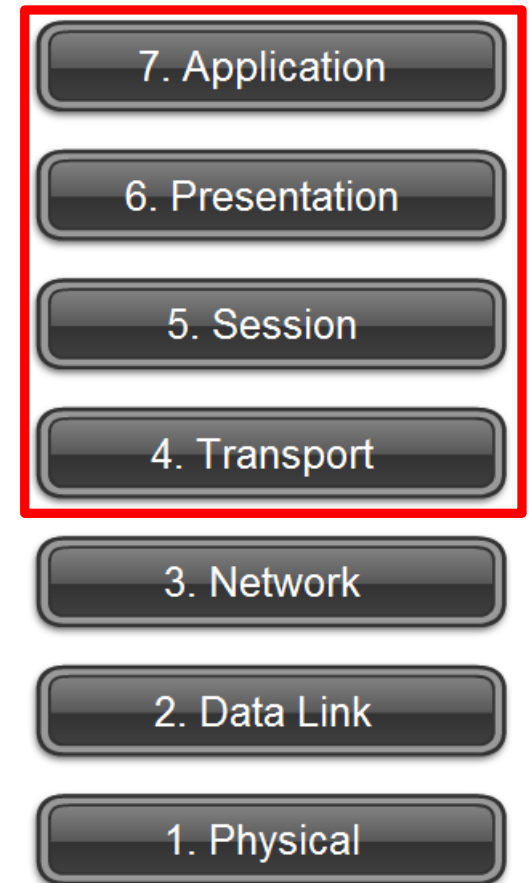 7. Application
6. Presentation
5. Session
4. Transport
3. Network
2. Data Link
1. Physical